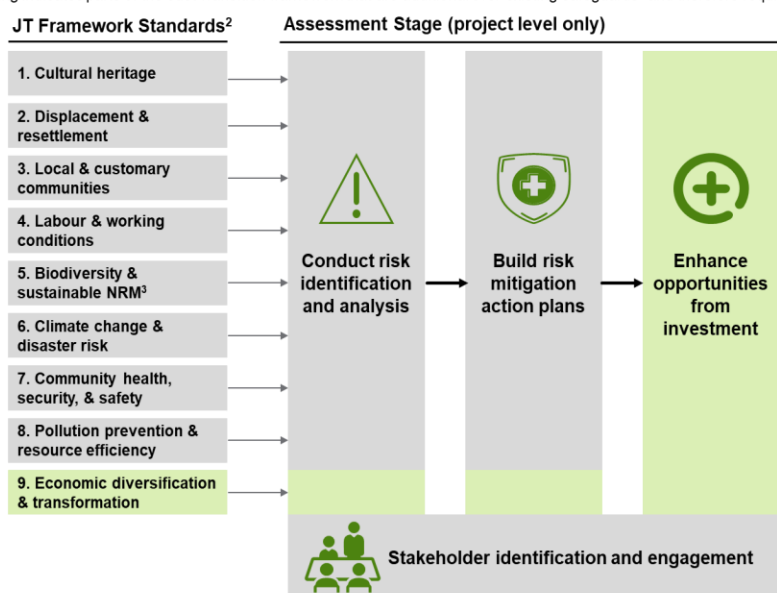 JT Framework Standards²
Assessment Stage (project level only)
1. Cultural heritage
2. Displacement &
resettlement
3. Local & customary
communities
4. Labour & working
conditions
5. Biodiversity &
sustainable NRM³
6. Climate change &
disaster risk
7. Community health,
security, & safety
8. Pollution prevention &
resource efficiency
9. Economic diversification
& transformation
Conduct risk
identification
and analysis
Build risk
mitigation
action plans
Enhance
opportunities
from
investment
Stakeholder identification and engagement